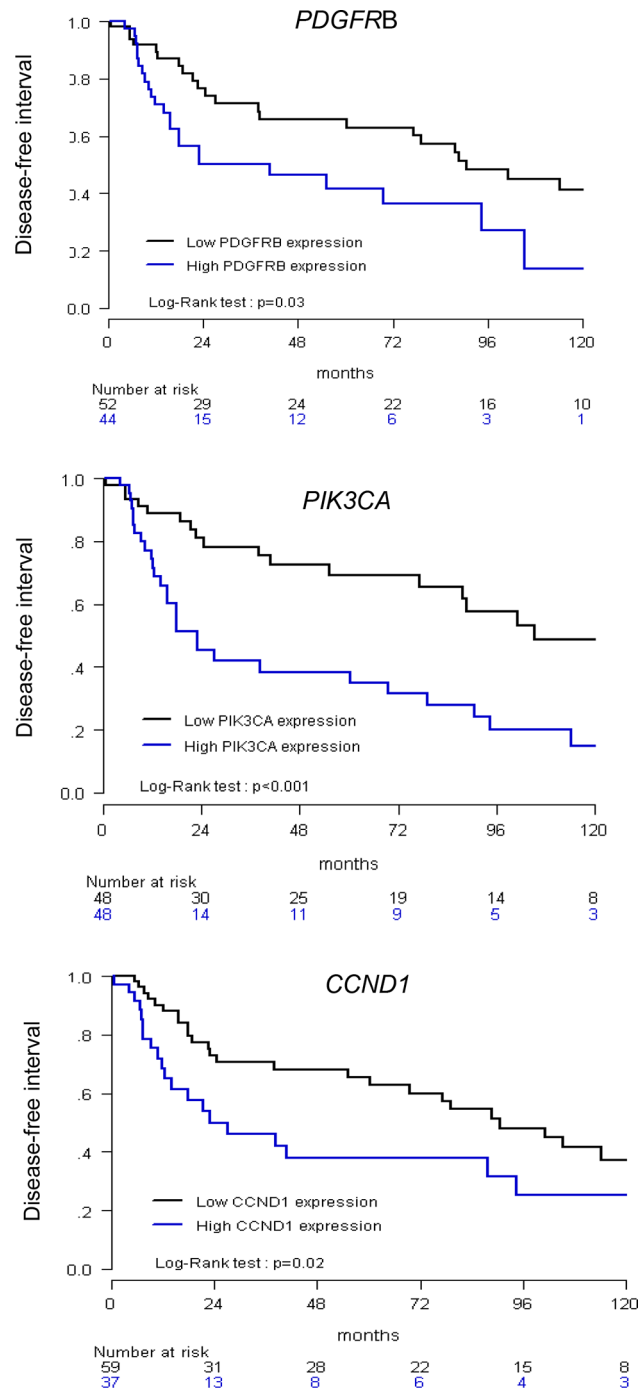 PDGFRB
Disease-free interval
1.0
0.8
0.6
0.4
0.2
0.0
Low PDGFRB expression
High PDGFRB expression
Log-Rank test : p=0.03
0 24 48 72 96 120
months
Number at risk
52 29 24 22 16 10
44 15 12 6 3 1
PIK3CA
Disease-free interval
1.0
.8
.6
.4
.2
0.0
Low PIK3CA expression
High PIK3CA expression
Log-Rank test : p<0.001
0 24 48 72 96 120
months
Number at risk
48 30 25 19 14 8
48 14 11 9 5 3
CCND1
Disease-free interval
1.0
.8
.6
.4
.2
0.0
Low CCND1 expression
High CCND1 expression
Log-Rank test : p=0.02
0 24 48 72 96 120
months
Number at risk
59 31 28 22 15 8
37 13 8 6 4 3